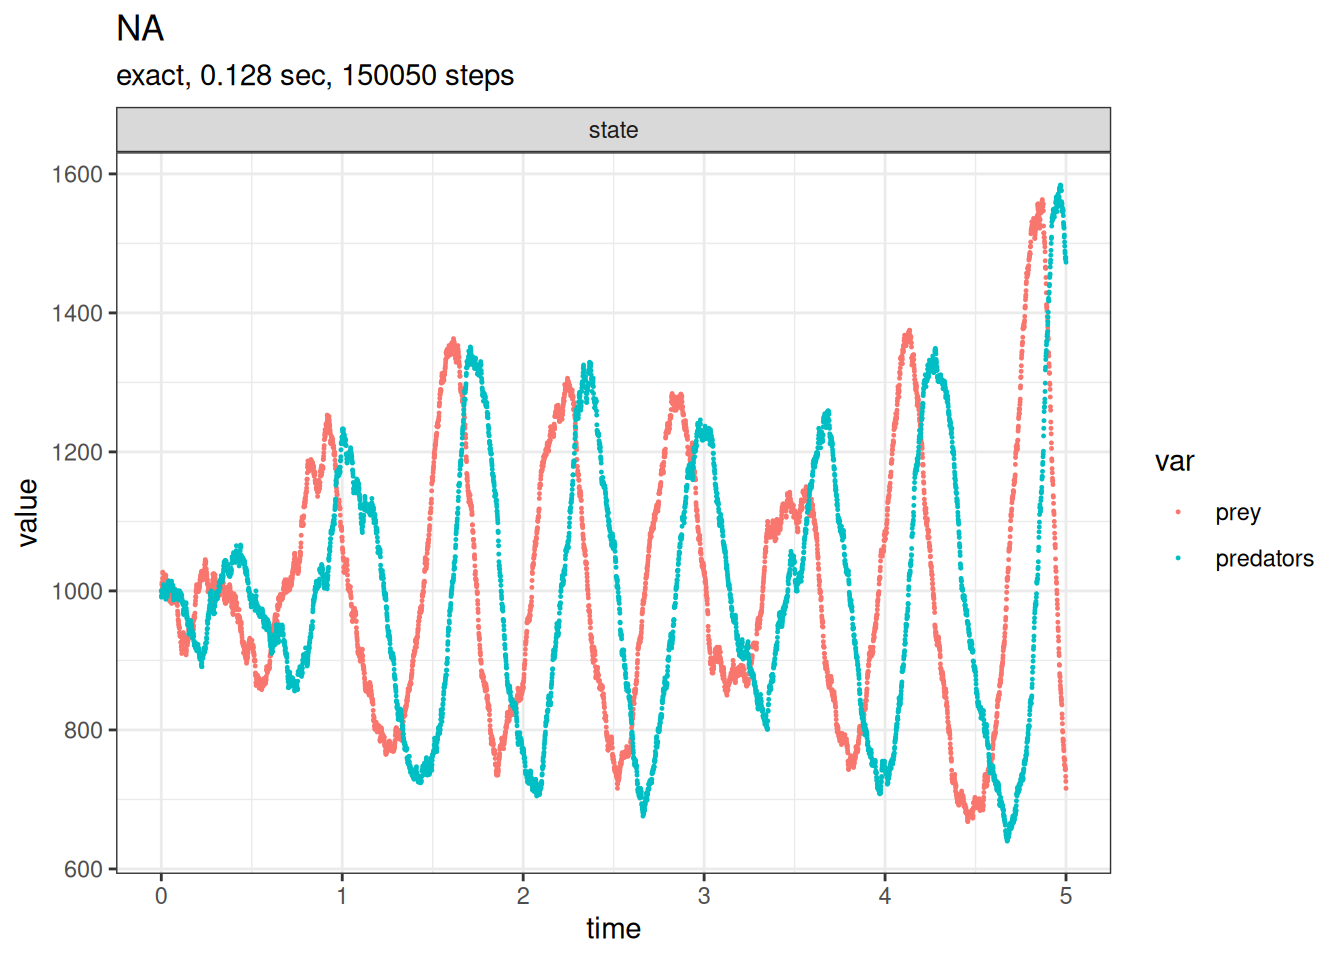 NA
exact, 0.128 sec, 150050 steps
state
1600
1400
1200
1000
800
600
value
0 1 2 3 4 5
time
var
prey
predators